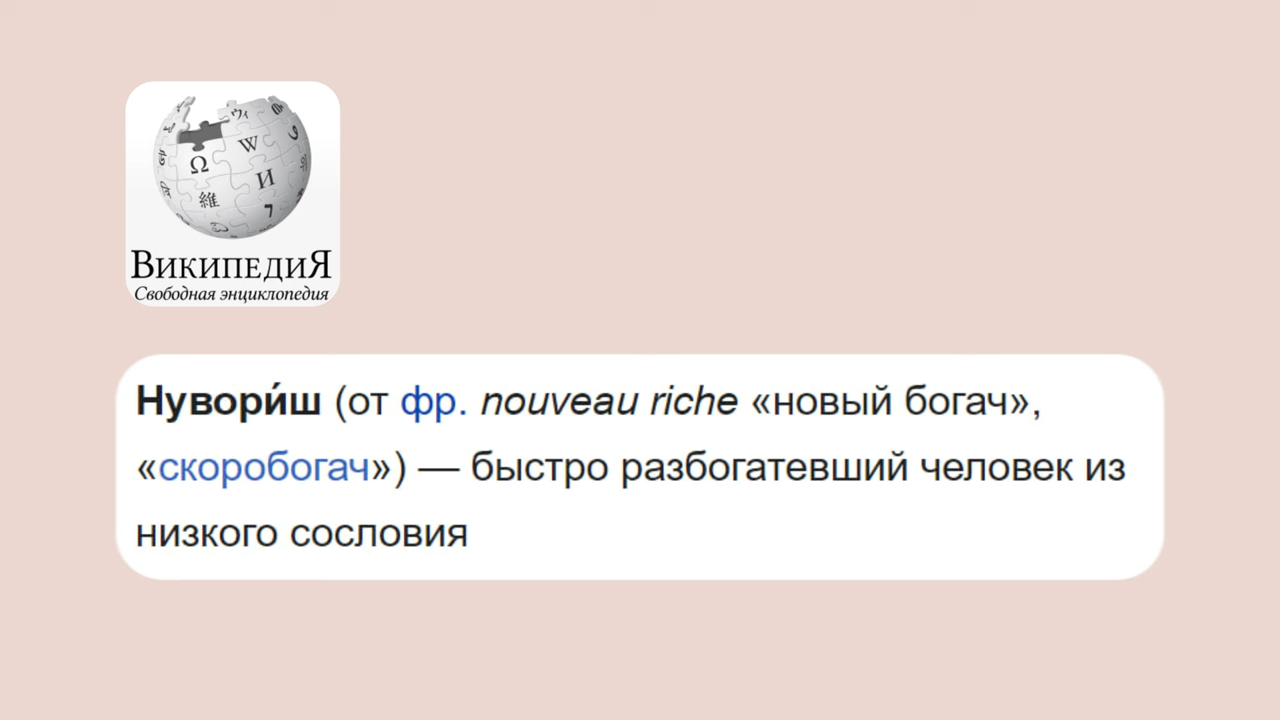 ВикипедиЯ
Свободная энциклопедия
Нувори́ш (от фр. nouveau riche «новый богач»,
«скоробогач») — быстро разбогатевший человек из
низкого сословия